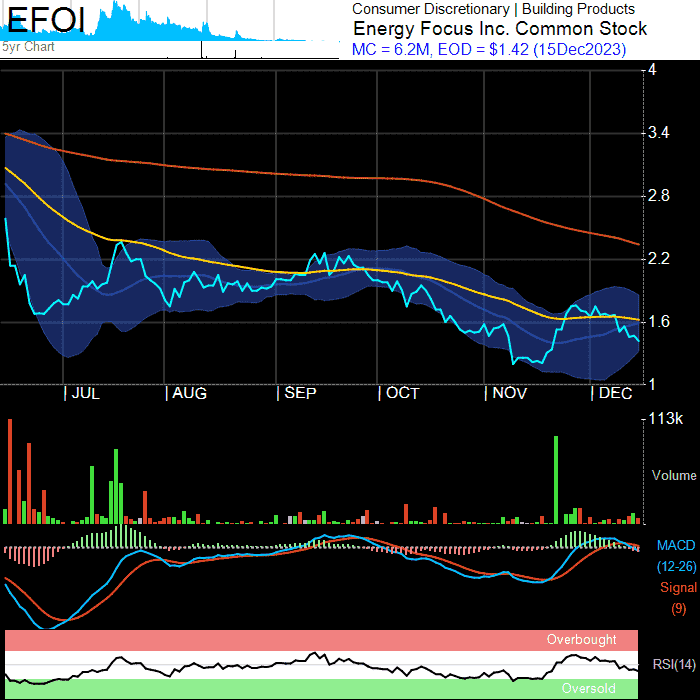 EFOI
5yr Chart
Consumer Discretionary | Building Products
Energy Focus Inc. Common Stock
MC = 6.2M, EOD = $1.42 (15Dec2023)
4
3.4
2.8
2.2
1.6
1
| JUL | AUG | SEP | OCT | NOV | DEC
113k
Volume
MACD
(12-26)
Signal
(9)
Overbought
RSI(14)
Oversold